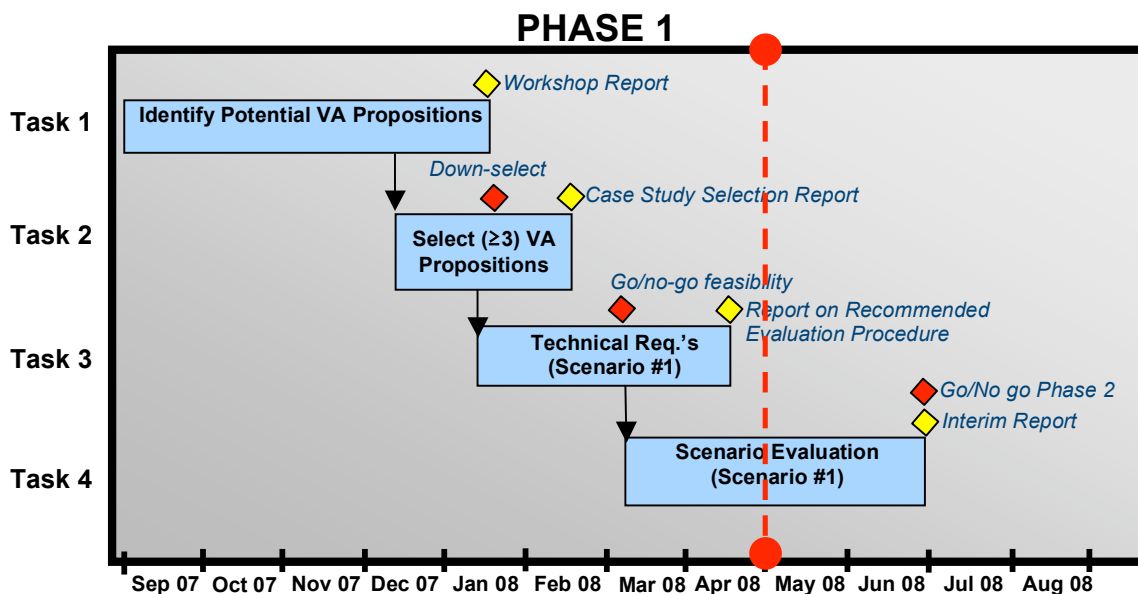 PHASE 1
Workshop Report
Task 1
Identify Potential VA Propositions
Down-select
Case Study Selection Report
Task 2
Select (≥3) VA
Propositions
Go/no-go feasibility
Report on Recommended
Evaluation Procedure
Task 3
Technical Req.'s
(Scenario #1)
Go/No go Phase 2
Interim Report
Task 4
Scenario Evaluation
(Scenario #1)
Sep 07 Oct 07 Nov 07 Dec 07 Jan 08 Feb 08 Mar 08 Apr 08 May 08 Jun 08 Jul 08 Aug 08